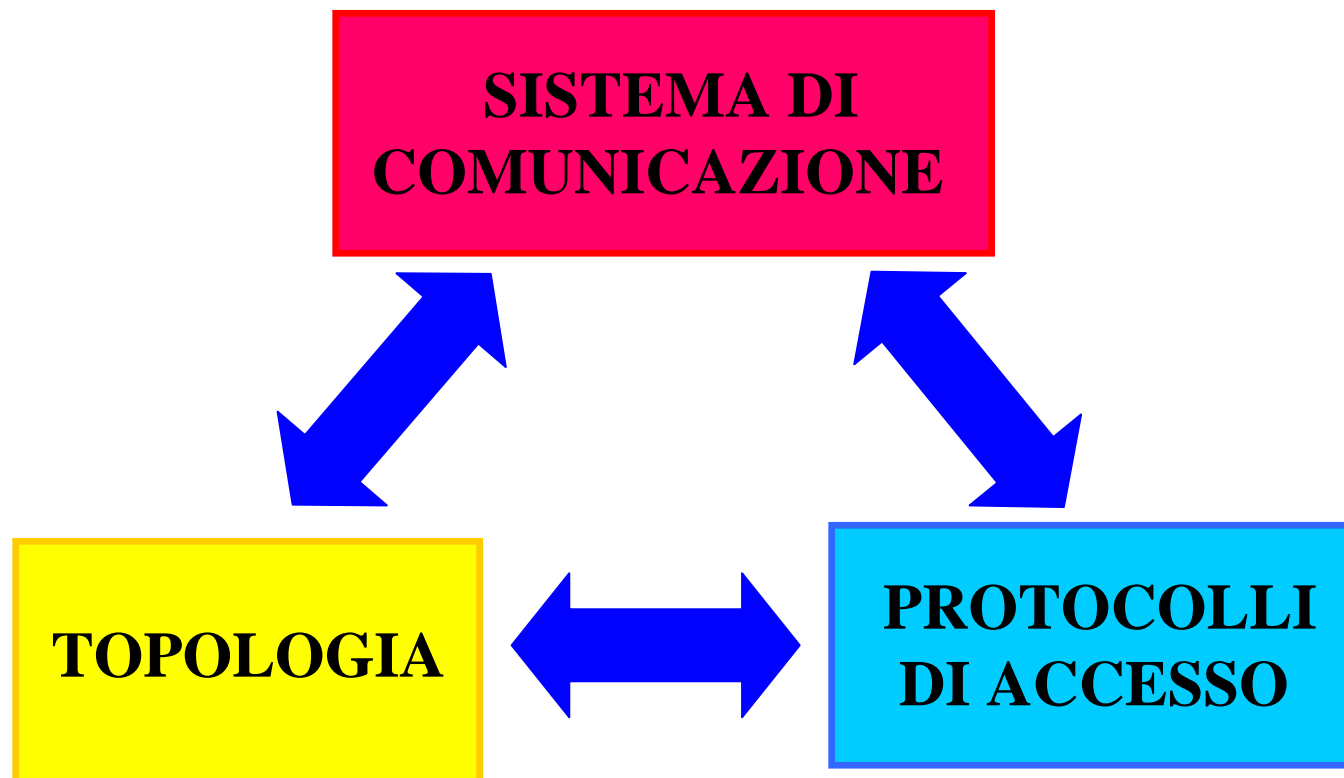 SISTEMA DI
COMUNICAZIONE
TOPOLOGIA
PROTOCOLLI
DI ACCESSO